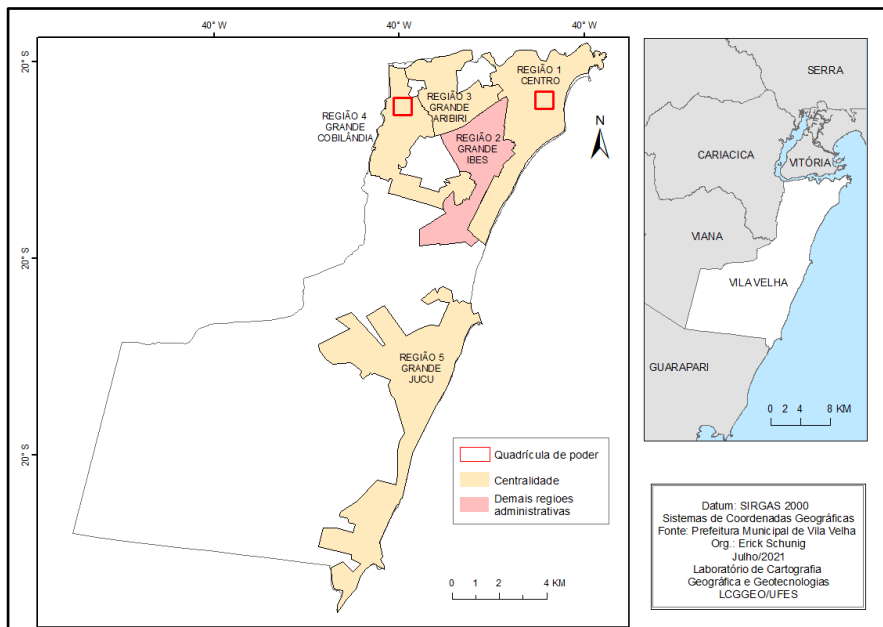 40° W
40° W
40° W
20° S
20° S
20° S
REGIÃO 1
CENTRO
REGIÃO 3
GRANDE
ARIBIRI
REGIÃO 4
GRANDE
COBILÂNDIA
REGIÃO 2
GRANDE
IBES
N
REGIÃO 5
GRANDE
JUCU
Quadrícula de poder
Centralidade
Demais regioes
administrativas
0 1 2 4 KM
SERRA
CARIACICA
VITÓRIA
VIANA
VILA VELHA
GUARAPARI
0 2 4 8 KM
Datum: SIRGAS 2000
Sistemas de Coordenadas Geográficas
Fonte: Prefeitura Municipal de Vila Velha
Org.: Erick Schunig
Julho/2021
Laboratório de Cartografia
Geográfica e Geotecnologias
LCGGEO/UFES